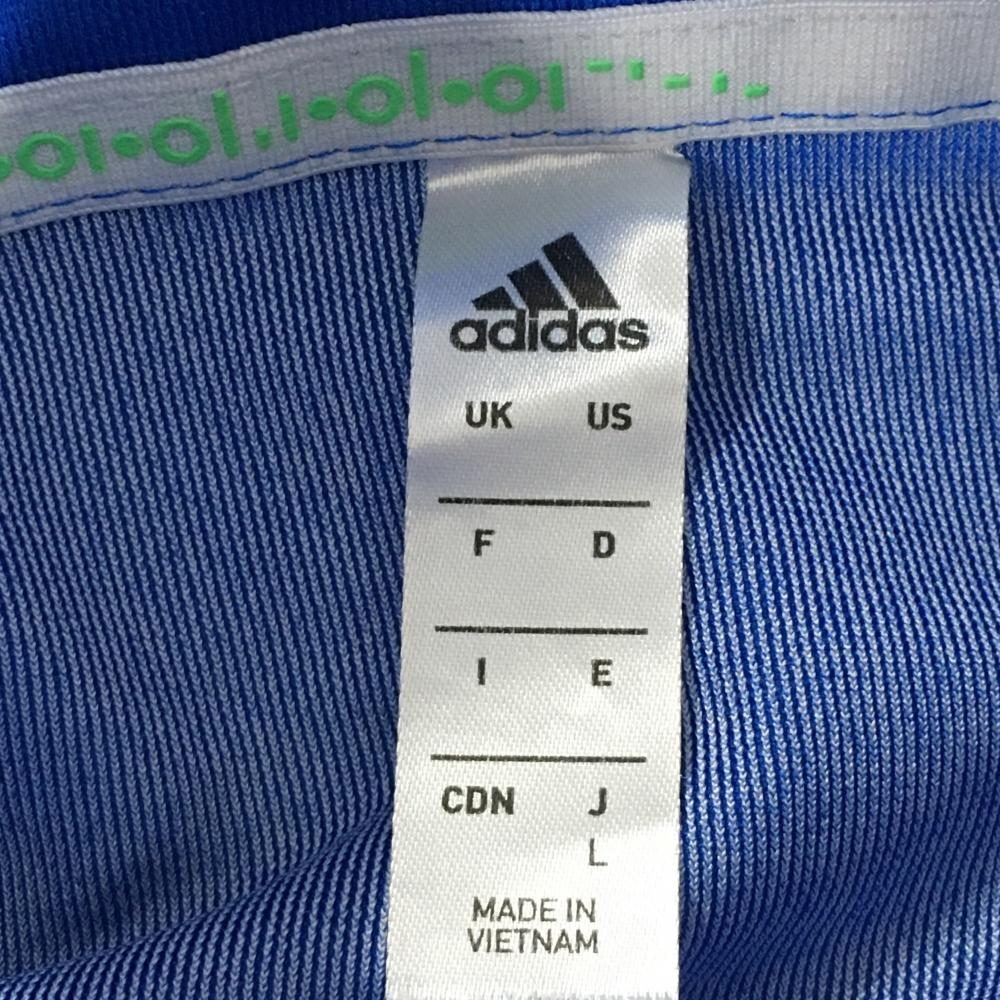 adidas
UK US
F D
I E
CDN J
L
MADE IN
VIETNAM